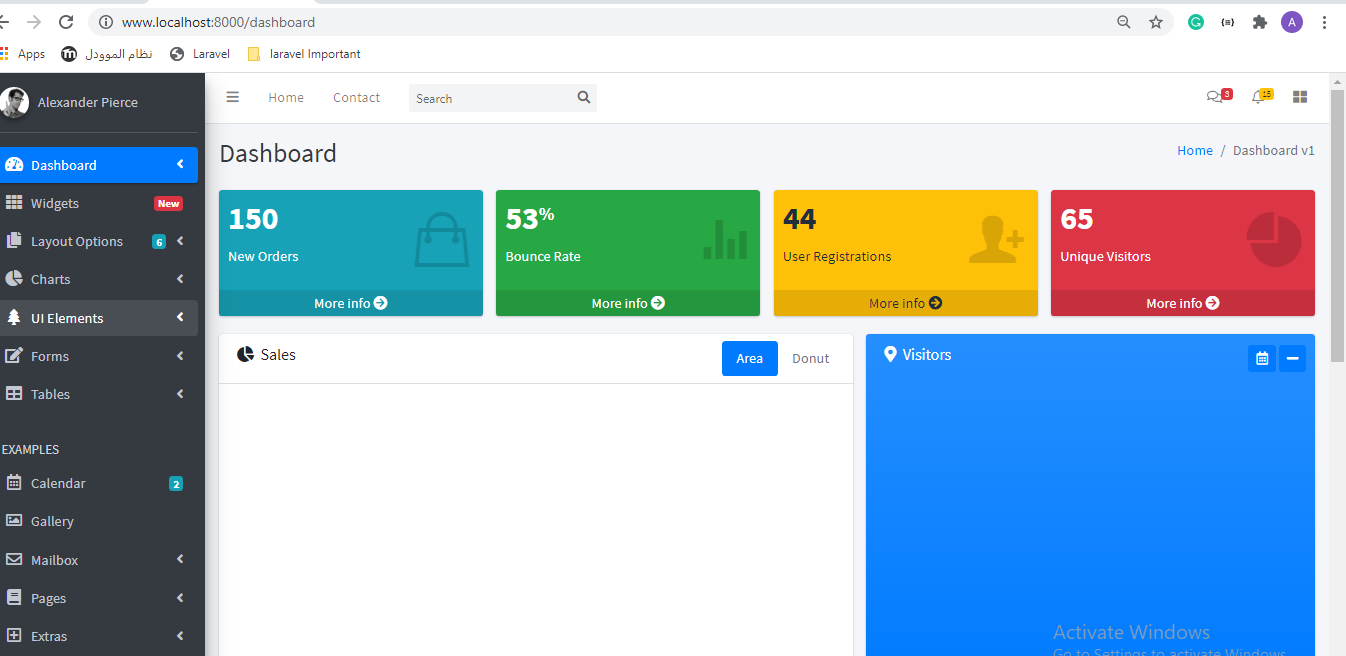 www.localhost:8000/dashboard
A
Apps
نظام الموودل
Laravel
laravel Important
Alexander Pierce
Home
Contact
Search
3
15
Dashboard
Widgets New
Layout Options 6
Charts
UI Elements
Forms
Tables
EXAMPLES
Calendar 2
Gallery
Mailbox
Pages
Extras
Dashboard
Home / Dashboard v1
150
New Orders
More info
53%
Bounce Rate
More info
44
User Registrations
More info
65
Unique Visitors
More info
Sales
Area
Donut
Visitors
Activate Windows
Go to Settings to activate Windows.